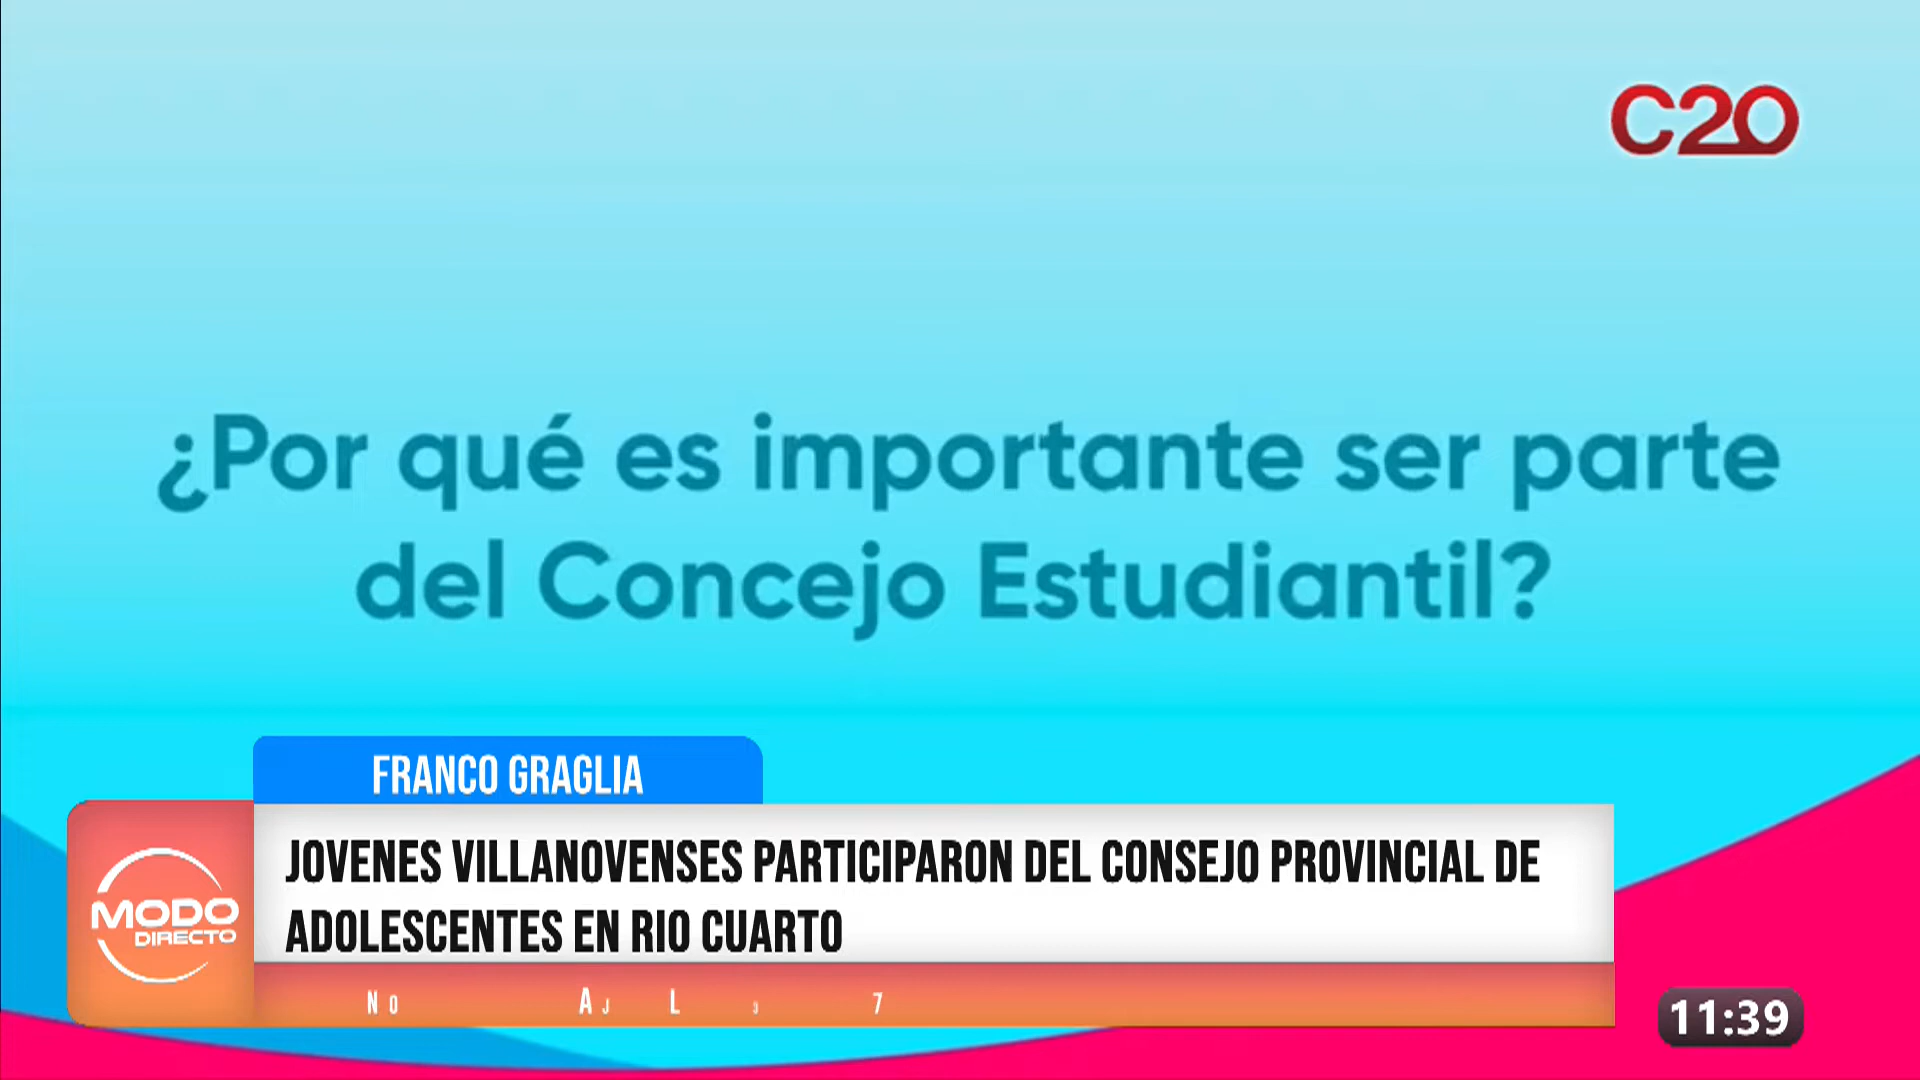 C20
¿Por qué es importante ser parte
del Concejo Estudiantil?
FRANCO GRAGLIA
JOVENES VILLANOVENSES PARTICIPARON DEL CONSEJO PROVINCIAL DE
ADOLESCENTES EN RIO CUARTO
MODO
DIRECTO
11:39